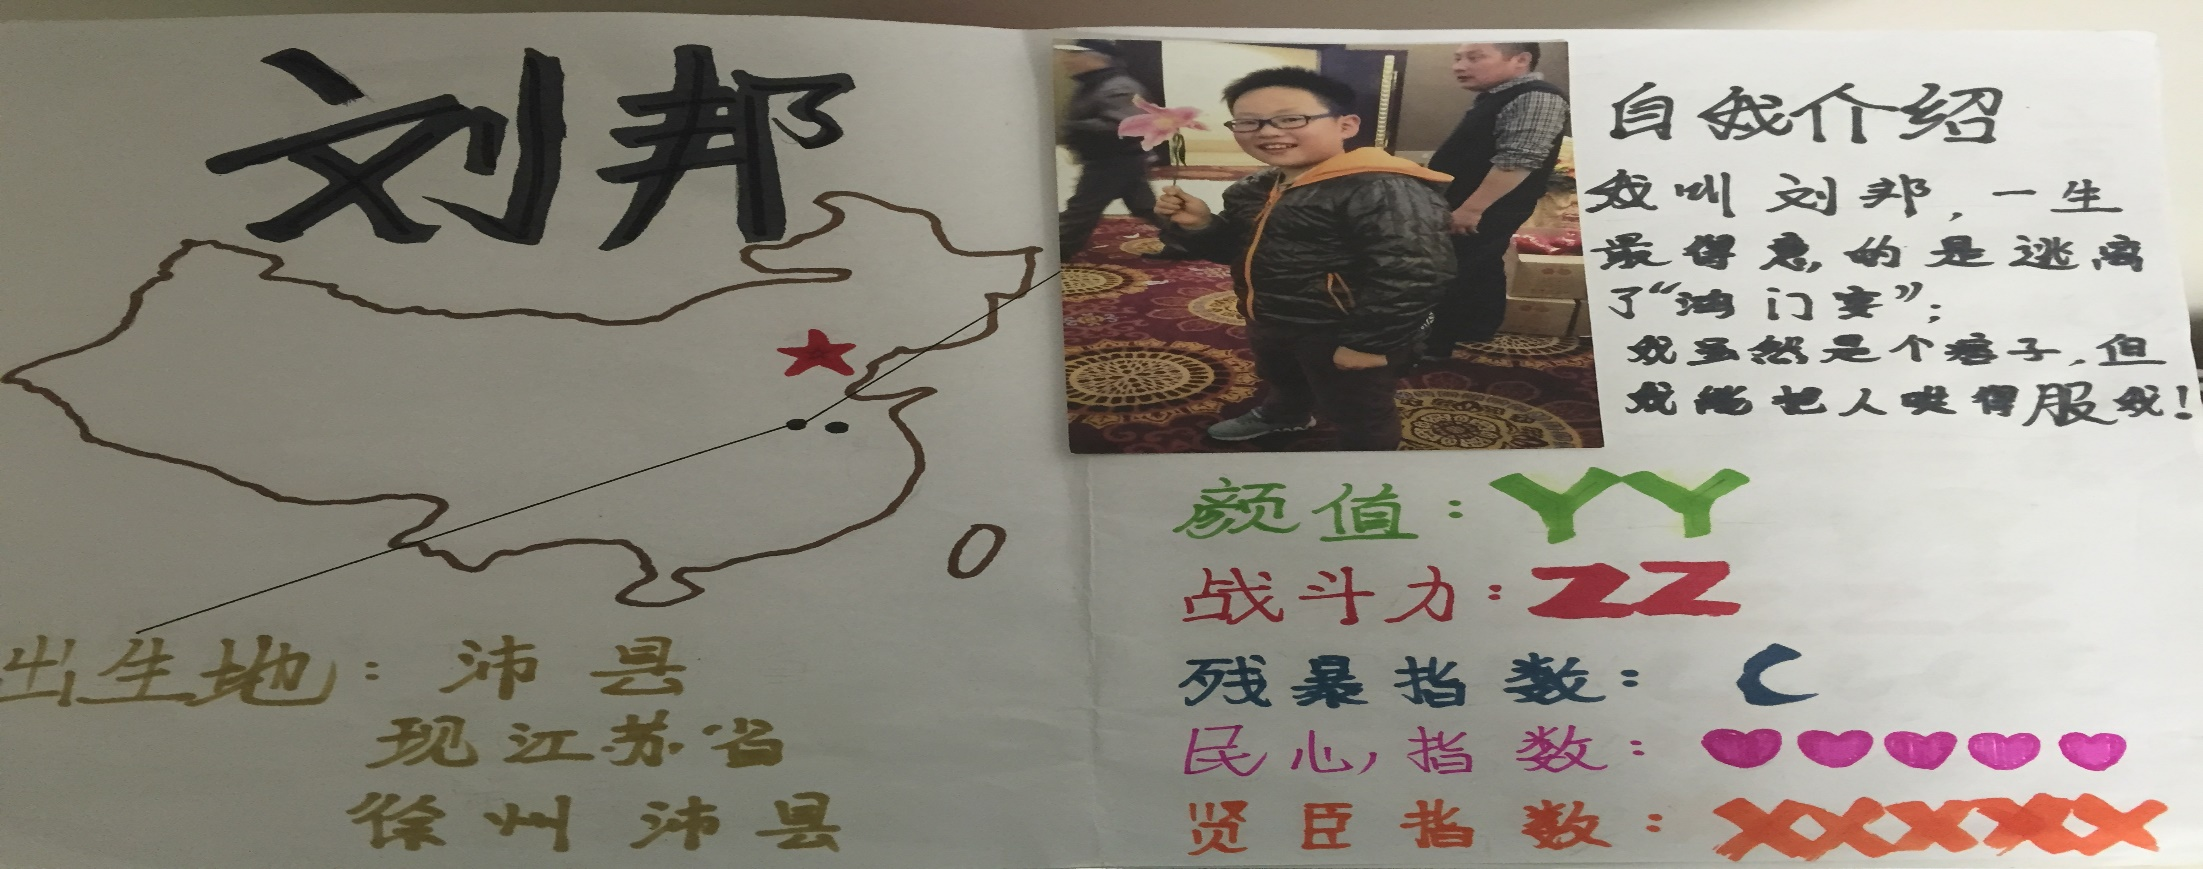 刘邦
出生地：沛县
现江苏省
徐州沛县
自我介绍
我叫刘邦，一生
最得意的是逃离
了“鸿门宴”；
我虽然是个痞子，但
我能把人哄得服我！
颜值：YY
战斗力：ZZ
残暴指数：C
民心指数：
贤臣指数：XXXXX